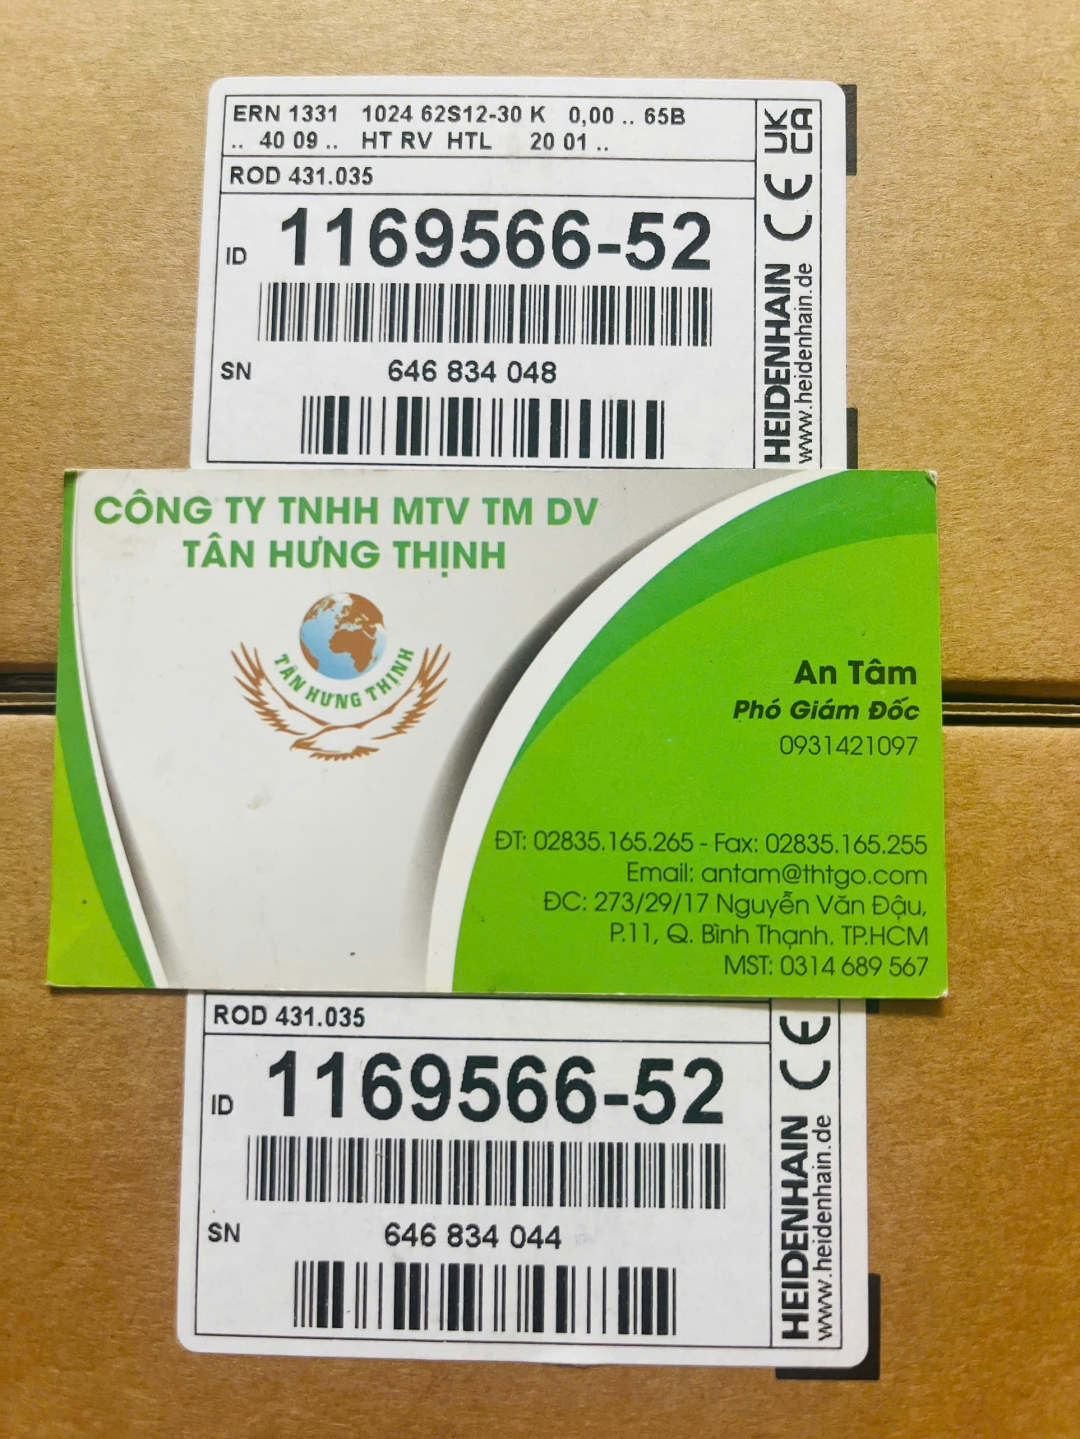 ERN 1331 1024 62S12-30 K 0,00 .. 65B
.. 40 09 .. HT RV HTL 20 01 ..
ROD 431.035
ID 1169566-52
SN 646 834 048
UK CA
CE
HEIDENHAIN
www.heidenhain.de
CÔNG TY TNHH MTV TM DV
TÂN HƯNG THỊNH
TÂN HƯNG THỊNH
An Tâm
Phó Giám Đốc
0931421097
ĐT: 02835.165.265 - Fax: 02835.165.255
Email: antam@thtgo.com
ĐC: 273/29/17 Nguyễn Văn Đậu,
P.11, Q. Bình Thạnh. TP.HCM
MST: 0314 689 567
ROD 431.035
ID 1169566-52
SN 646 834 044
CE
HEIDENHAIN
www.heidenhain.de